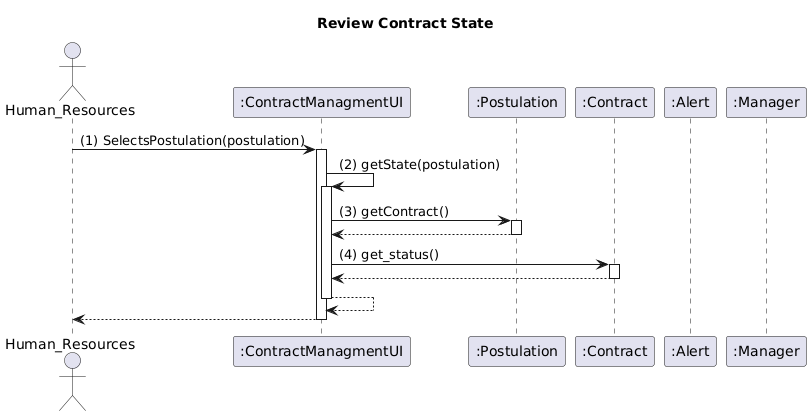 Review Contract State
Human_Resources
:ContractManagmentUI
:Postulation
:Contract
:Alert
:Manager
(1) SelectsPostulation(postulation)
(2) getState(postulation)
(3) getContract()
(4) get_status()
Human_Resources
:ContractManagmentUI
:Postulation
:Contract
:Alert
:Manager